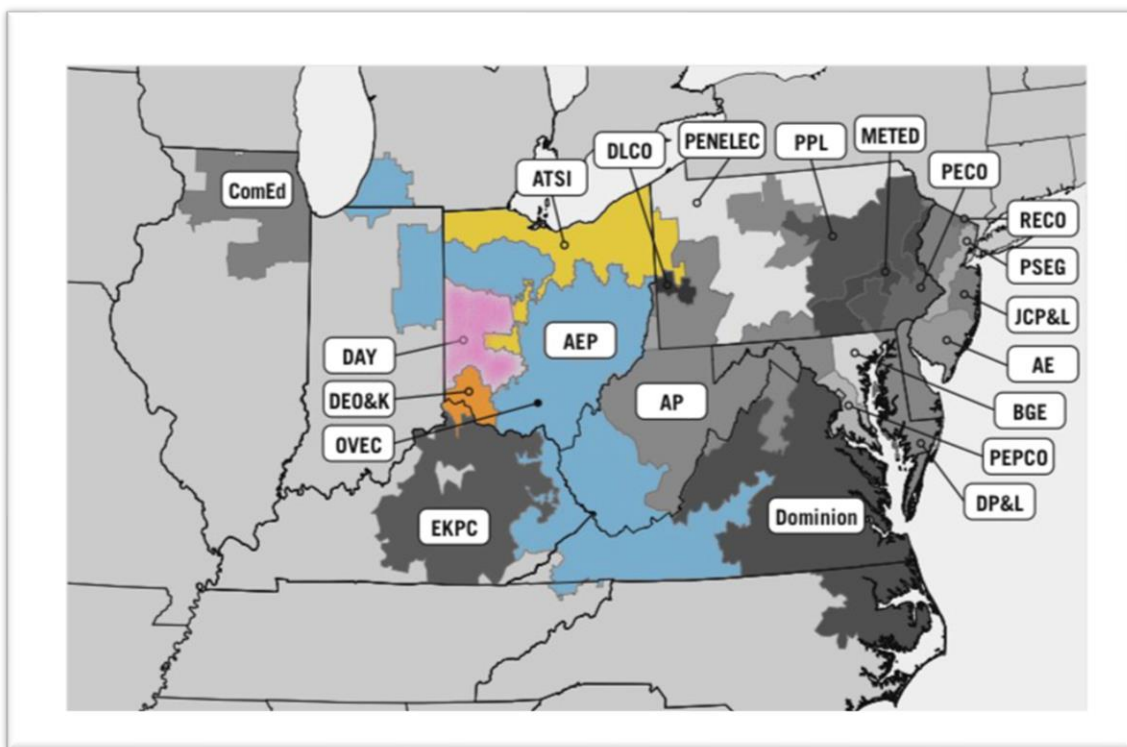 ComEd
ATSI
DLCO
PENELEC
PPL
METED
PECO
RECO
PSEG
JCP&L
AE
BGE
PEPCO
DP&L
DAY
DEO&K
OVEC
AEP
AP
EKPC
Dominion